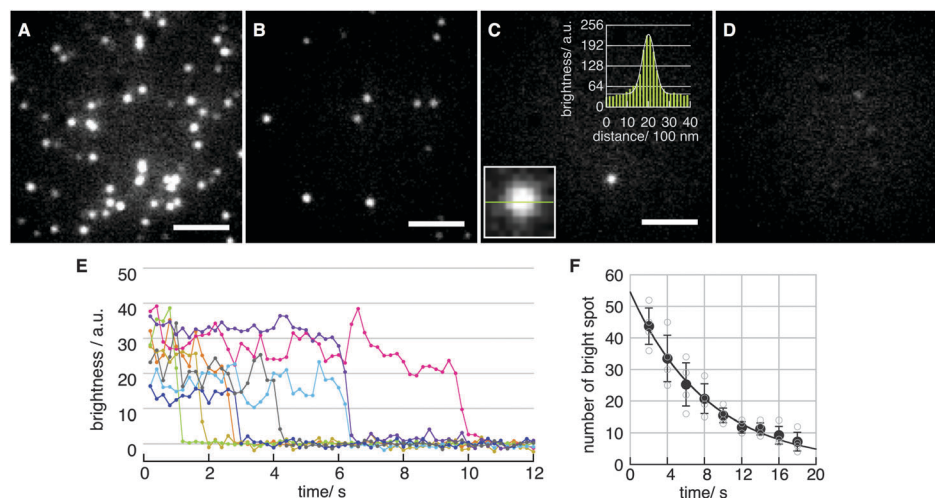 A
B
C
D
brightness/ a.u.
256
192
128
64
0
0 10 20 30 40
distance/ 100 nm
E
brightness / a.u.
50
40
30
20
10
0
0 2 4 6 8 10 12
time/ s
F
number of bright spot
60
50
40
30
20
10
0
0 4 8 12 16 20
time/ s